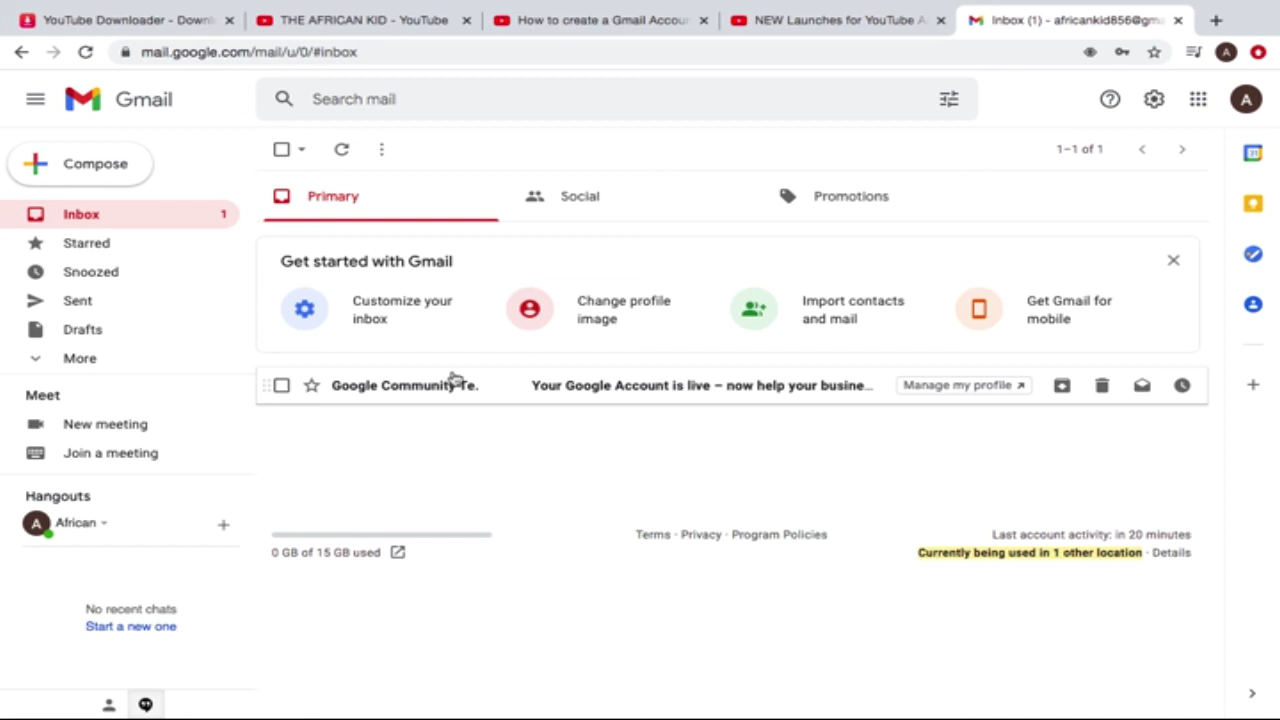 YouTube Downloader - Downl
THE AFRICAN KID - YouTube
How to create a Gmail Accoun
NEW Launches for YouTube A
Inbox (1) - africankid856@gma
mail.google.com/mail/u/0/#inbox
A
Gmail
Search mail
A
Compose
1–1 of 1
31
Primary
Social
Promotions
Inbox
1
Starred
Snoozed
Sent
Drafts
More
Get started with Gmail
Customize your
inbox
Change profile
image
Import contacts
and mail
Get Gmail for
mobile
Google Community Te.
Your Google Account is live – now help your busine…
Manage my profile
Meet
New meeting
Join a meeting
Hangouts
A
African
0 GB of 15 GB used
Terms · Privacy · Program Policies
Last account activity: in 20 minutes
Currently being used in 1 other location · Details
No recent chats
Start a new one